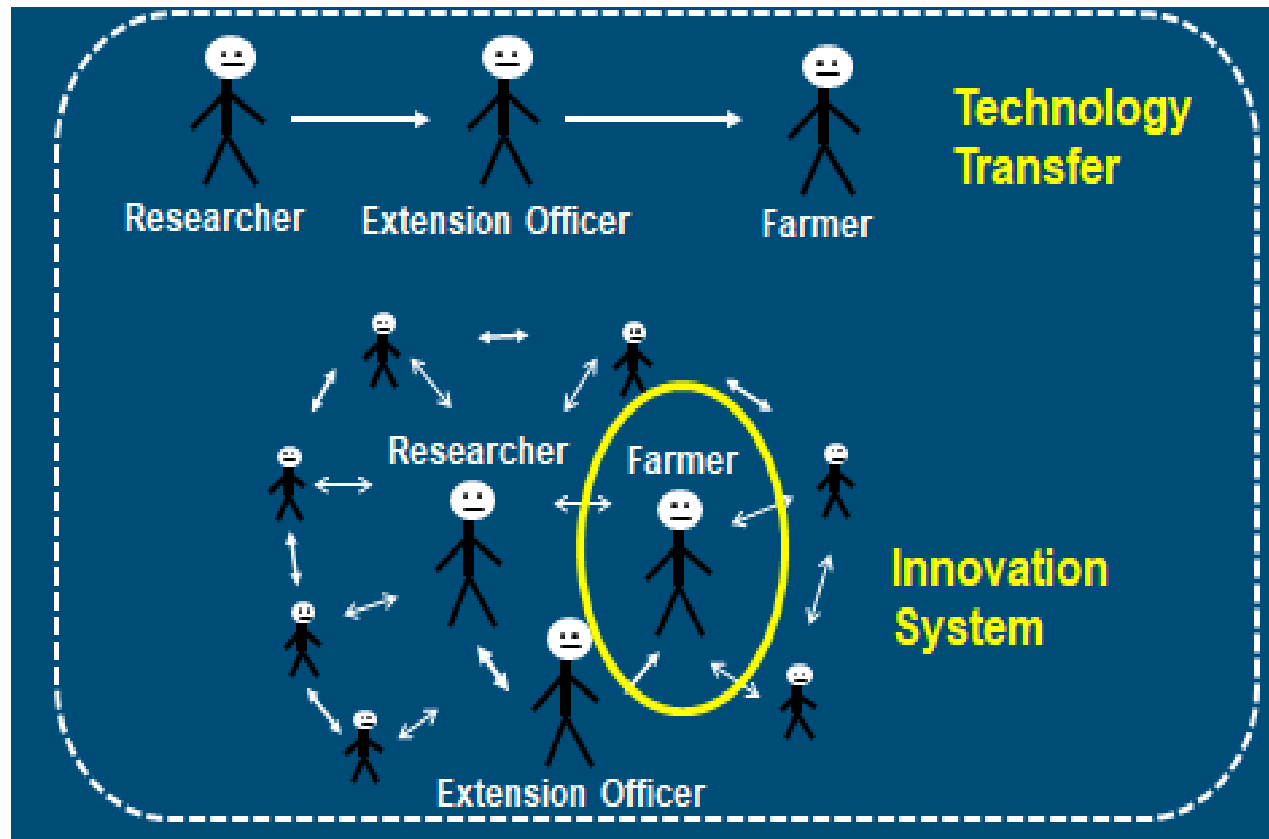 Technology
Transfer
Researcher
Extension Officer
Farmer
Researcher
Farmer
Innovation
System
Extension Officer